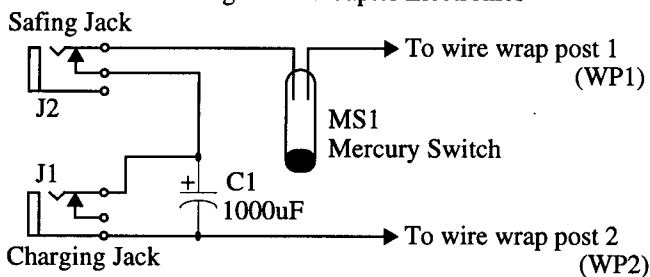 Safing Jack
To wire wrap post 1
(WP1)
J2
MS1
Mercury Switch
J1
+
C1
1000uF
Charging Jack
To wire wrap post 2
(WP2)